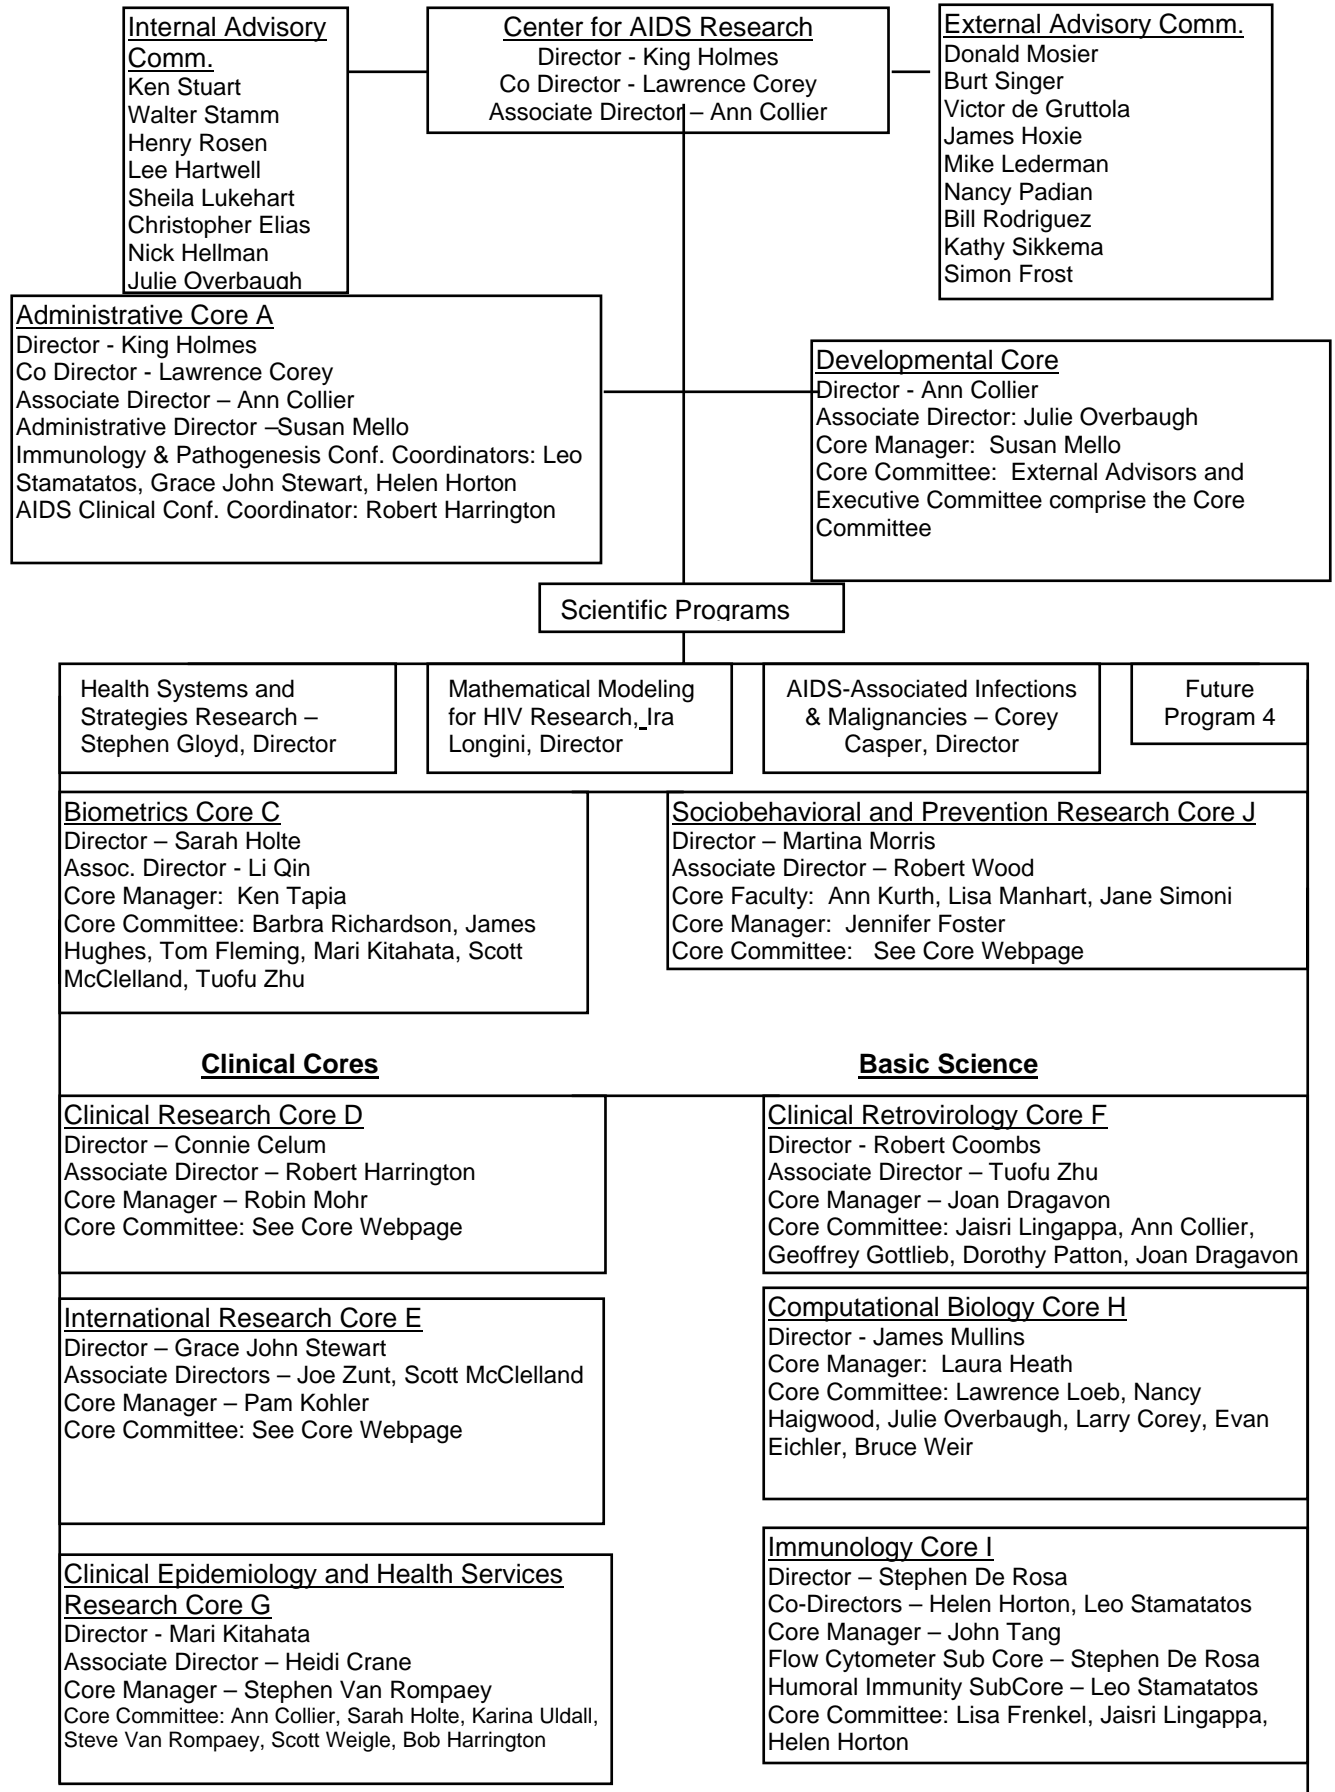 Internal Advisory
Comm.
Ken Stuart
Walter Stamm
Henry Rosen
Lee Hartwell
Sheila Lukehart
Christopher Elias
Nick Hellman
Julie Overbaugh
Center for AIDS Research
Director - King Holmes
Co Director - Lawrence Corey
Associate Director – Ann Collier
External Advisory Comm.
Donald Mosier
Burt Singer
Victor de Gruttola
James Hoxie
Mike Lederman
Nancy Padian
Bill Rodriguez
Kathy Sikkema
Simon Frost
Administrative Core A
Director - King Holmes
Co Director - Lawrence Corey
Associate Director – Ann Collier
Administrative Director –Susan Mello
Immunology & Pathogenesis Conf. Coordinators: Leo
Stamatatos, Grace John Stewart, Helen Horton
AIDS Clinical Conf. Coordinator: Robert Harrington
Developmental Core
Director - Ann Collier
Associate Director: Julie Overbaugh
Core Manager: Susan Mello
Core Committee: External Advisors and
Executive Committee comprise the Core
Committee
Scientific Programs
Health Systems and
Strategies Research –
Stephen Gloyd, Director
Mathematical Modeling
for HIV Research, Ira
Longini, Director
AIDS-Associated Infections
& Malignancies – Corey
Casper, Director
Future
Program 4
Biometrics Core C
Director – Sarah Holte
Assoc. Director - Li Qin
Core Manager: Ken Tapia
Core Committee: Barbra Richardson, James
Hughes, Tom Fleming, Mari Kitahata, Scott
McClelland, Tuofu Zhu
Sociobehavioral and Prevention Research Core J
Director – Martina Morris
Associate Director – Robert Wood
Core Faculty: Ann Kurth, Lisa Manhart, Jane Simoni
Core Manager: Jennifer Foster
Core Committee: See Core Webpage
Clinical Cores
Clinical Research Core D
Director – Connie Celum
Associate Director – Robert Harrington
Core Manager – Robin Mohr
Core Committee: See Core Webpage
International Research Core E
Director – Grace John Stewart
Associate Directors – Joe Zunt, Scott McClelland
Core Manager – Pam Kohler
Core Committee: See Core Webpage
Clinical Epidemiology and Health Services
Research Core G
Director - Mari Kitahata
Associate Director – Heidi Crane
Core Manager – Stephen Van Rompaey
Core Committee: Ann Collier, Sarah Holte, Karina Uldall,
Steve Van Rompaey, Scott Weigle, Bob Harrington
Basic Science
Clinical Retrovirology Core F
Director - Robert Coombs
Associate Director – Tuofu Zhu
Core Manager – Joan Dragavon
Core Committee: Jaisri Lingappa, Ann Collier,
Geoffrey Gottlieb, Dorothy Patton, Joan Dragavon
Computational Biology Core H
Director - James Mullins
Core Manager: Laura Heath
Core Committee: Lawrence Loeb, Nancy
Haigwood, Julie Overbaugh, Larry Corey, Evan
Eichler, Bruce Weir
Immunology Core I
Director – Stephen De Rosa
Co-Directors – Helen Horton, Leo Stamatatos
Core Manager – John Tang
Flow Cytometer Sub Core – Stephen De Rosa
Humoral Immunity SubCore – Leo Stamatatos
Core Committee: Lisa Frenkel, Jaisri Lingappa,
Helen Horton